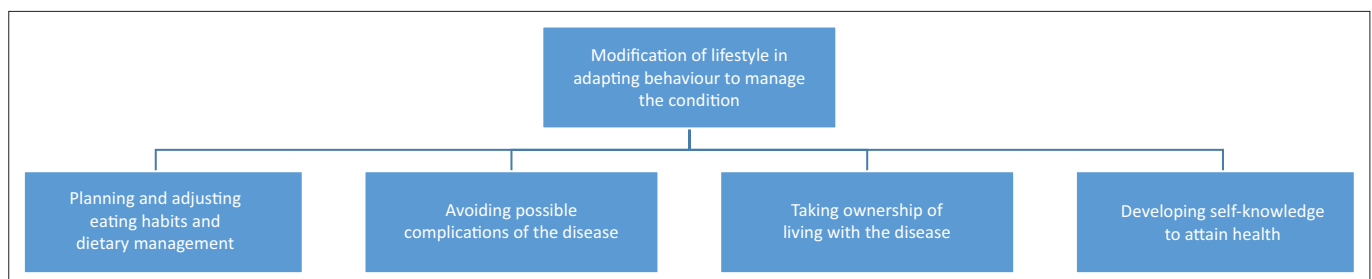 Modification of lifestyle in
adapting behaviour to manage
the condition
Planning and adjusting
eating habits and
dietary management
Avoiding possible
complications of the disease
Taking ownership of
living with the disease
Developing self-knowledge
to attain health